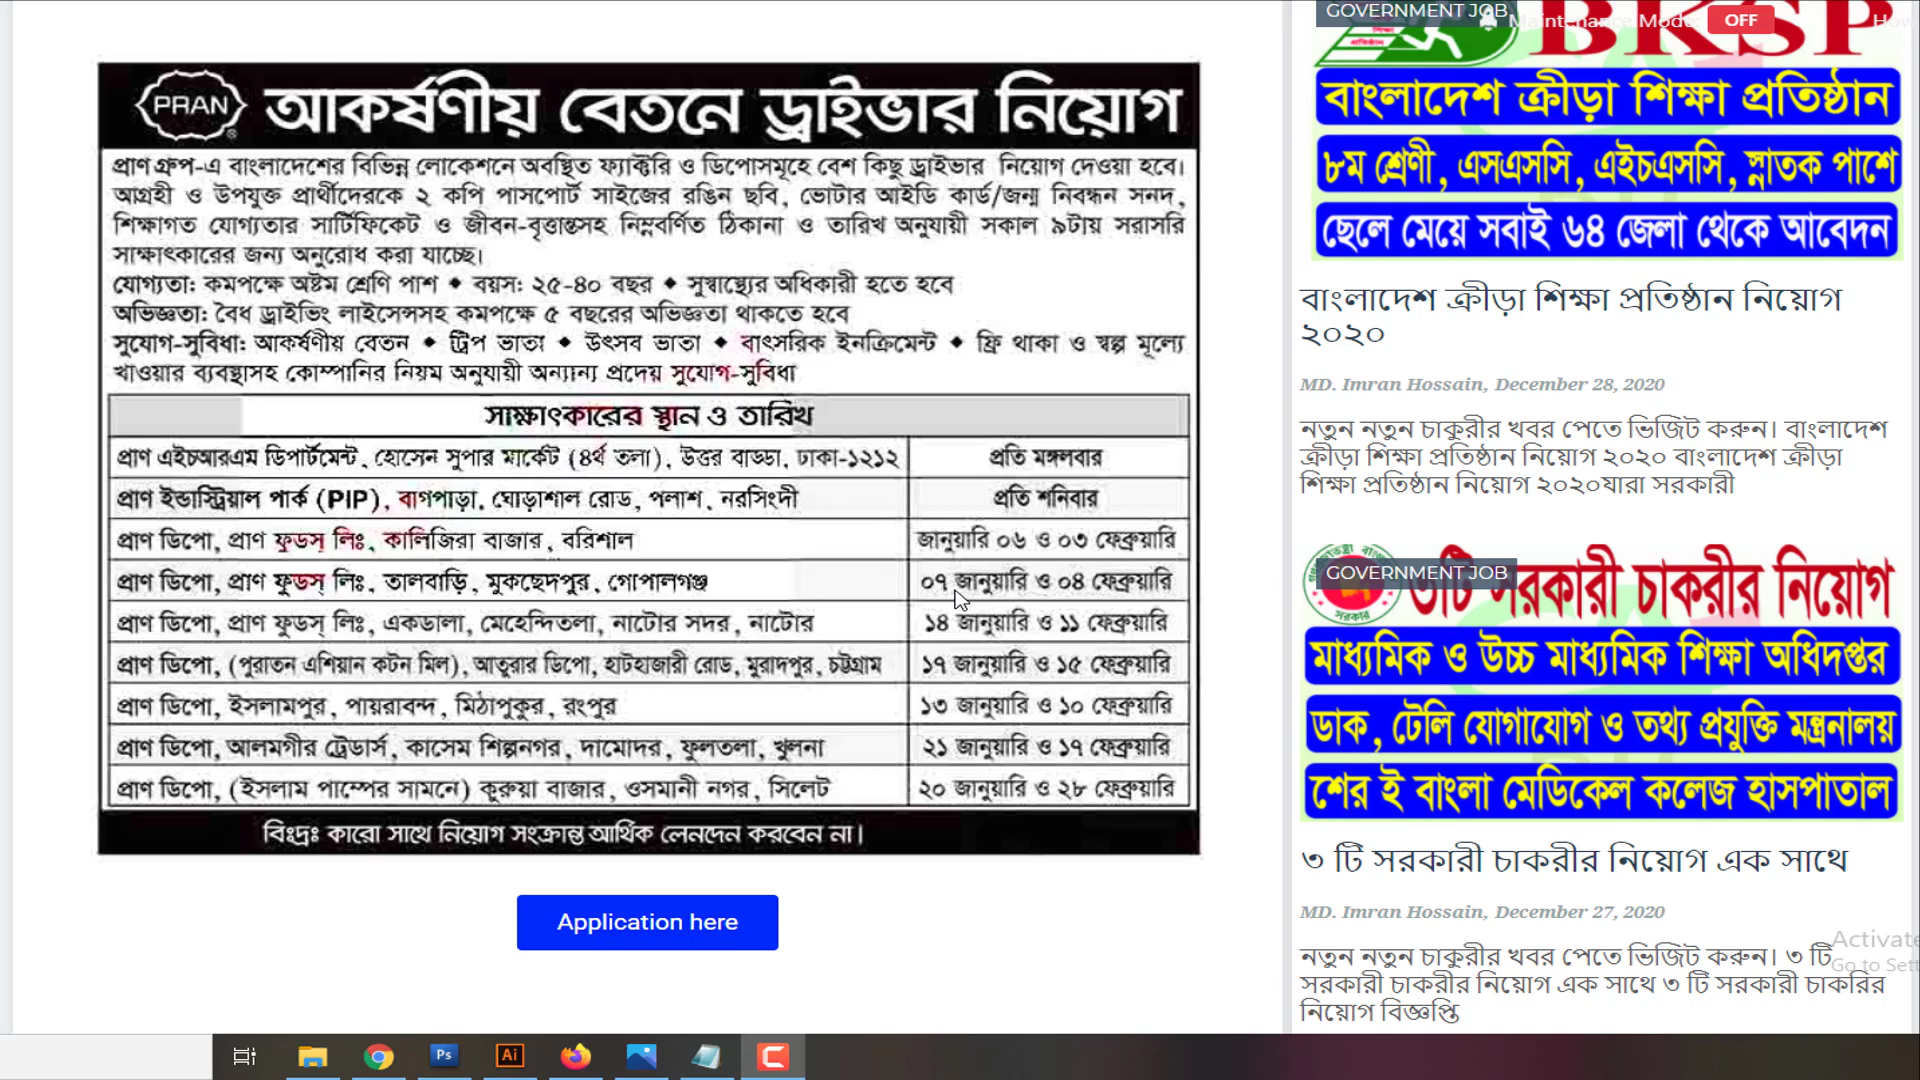 PRAN
আকর্ষণীয় বেতনে ড্রাইভার নিয়োগ
প্রাণ গ্রুপ-এ বাংলাদেশের বিভিন্ন লোকেশনে অবস্থিত ফ্যাক্টরি ও ডিপোসমূহে বেশ কিছু ড্রাইভার নিয়োগ দেওয়া হবে।
আগ্রহী ও উপযুক্ত প্রার্থীদেরকে ২ কপি পাসপোর্ট সাইজের রঙিন ছবি, ভোটার আইডি কার্ড/জন্ম নিবন্ধন সনদ,
শিক্ষাগত যোগ্যতার সার্টিফিকেট ও জীবন-বৃত্তান্তসহ নিম্নবর্ণিত ঠিকানা ও তারিখ অনুযায়ী সকাল ৯টায় সরাসরি
সাক্ষাৎকারের জন্য অনুরোধ করা যাচ্ছে।
যোগ্যতা: কমপক্ষে অষ্টম শ্রেণি পাশ ◆ বয়স: ২৫-৪০ বছর ◆ সুস্বাস্থ্যের অধিকারী হতে হবে
অভিজ্ঞতা: বৈধ ড্রাইভিং লাইসেন্সসহ কমপক্ষে ৫ বছরের অভিজ্ঞতা থাকতে হবে
সুযোগ-সুবিধা: আকর্ষণীয় বেতন ◆ ট্রিপ ভাতা ◆ উৎসব ভাতা ◆ বাৎসরিক ইনক্রিমেন্ট ◆ ফ্রি থাকা ও স্বল্প মূল্যে
খাওয়ার ব্যবস্থাসহ কোম্পানির নিয়ম অনুযায়ী অন্যান্য প্রদেয় সুযোগ-সুবিধা
সাক্ষাৎকারের স্থান ও তারিখ
প্রাণ এইচআরএম ডিপার্টমেন্ট, হোসেন সুপার মার্কেট (৪র্থ তলা), উত্তর বাড্ডা, ঢাকা-১২১২ প্রতি মঙ্গলবার
প্রাণ ইন্ডাস্ট্রিয়াল পার্ক (PIP), বাগপাড়া, ঘোড়াশাল রোড, পলাশ, নরসিংদী প্রতি শনিবার
প্রাণ ডিপো, প্রাণ ফুডস্ লিঃ, কালিজিরা বাজার, বরিশাল জানুয়ারি ০৬ ও ০৩ ফেব্রুয়ারি
প্রাণ ডিপো, প্রাণ ফুডস্ লিঃ, তালবাড়ি, মুকছেদপুর, গোপালগঞ্জ ০৭ জানুয়ারি ও ০৪ ফেব্রুয়ারি
প্রাণ ডিপো, প্রাণ ফুডস্ লিঃ, একডালা, মেহেন্দিতলা, নাটোর সদর, নাটোর ১৪ জানুয়ারি ও ১১ ফেব্রুয়ারি
প্রাণ ডিপো, (পুরাতন এশিয়ান কটন মিল), আতুরার ডিপো, হাটহাজারী রোড, মুরাদপুর, চট্টগ্রাম ১৭ জানুয়ারি ও ১৫ ফেব্রুয়ারি
প্রাণ ডিপো, ইসলামপুর, পায়রাবন্দ, মিঠাপুকুর, রংপুর ১৩ জানুয়ারি ও ১০ ফেব্রুয়ারি
প্রাণ ডিপো, আলমগীর ট্রেডার্স, কাসেম শিল্পনগর, দামোদর, ফুলতলা, খুলনা ২১ জানুয়ারি ও ১৭ ফেব্রুয়ারি
প্রাণ ডিপো, (ইসলাম পাম্পের সামনে) কুরুয়া বাজার, ওসমানী নগর, সিলেট ২০ জানুয়ারি ও ২৮ ফেব্রুয়ারি
বিঃদ্রঃ কারো সাথে নিয়োগ সংক্রান্ত আর্থিক লেনদেন করবেন না।
Application here
GOVERNMENT JOB
Maintenance Mode: OFF
BKSP
বাংলাদেশ ক্রীড়া শিক্ষা প্রতিষ্ঠান
৮ম শ্রেণী, এসএসসি, এইচএসসি, স্নাতক পাশে
ছেলে মেয়ে সবাই ৬৪ জেলা থেকে আবেদন
বাংলাদেশ ক্রীড়া শিক্ষা প্রতিষ্ঠান নিয়োগ
২০২০
MD. Imran Hossain, December 28, 2020
নতুন নতুন চাকুরীর খবর পেতে ভিজিট করুন। বাংলাদেশ
ক্রীড়া শিক্ষা প্রতিষ্ঠান নিয়োগ ২০২০ বাংলাদেশ ক্রীড়া
শিক্ষা প্রতিষ্ঠান নিয়োগ ২০২০যারা সরকারী
GOVERNMENT JOB
৩টি সরকারী চাকরীর নিয়োগ
মাধ্যমিক ও উচ্চ মাধ্যমিক শিক্ষা অধিদপ্তর
ডাক, টেলি যোগাযোগ ও তথ্য প্রযুক্তি মন্ত্রনালয়
শের ই বাংলা মেডিকেল কলেজ হাসপাতাল
৩ টি সরকারী চাকরীর নিয়োগ এক সাথে
MD. Imran Hossain, December 27, 2020
নতুন নতুন চাকুরীর খবর পেতে ভিজিট করুন। ৩ টি
সরকারী চাকরীর নিয়োগ এক সাথে ৩ টি সরকারী চাকরির
নিয়োগ বিজ্ঞপ্তি
Activate
Go to Sett
Ps
Ai